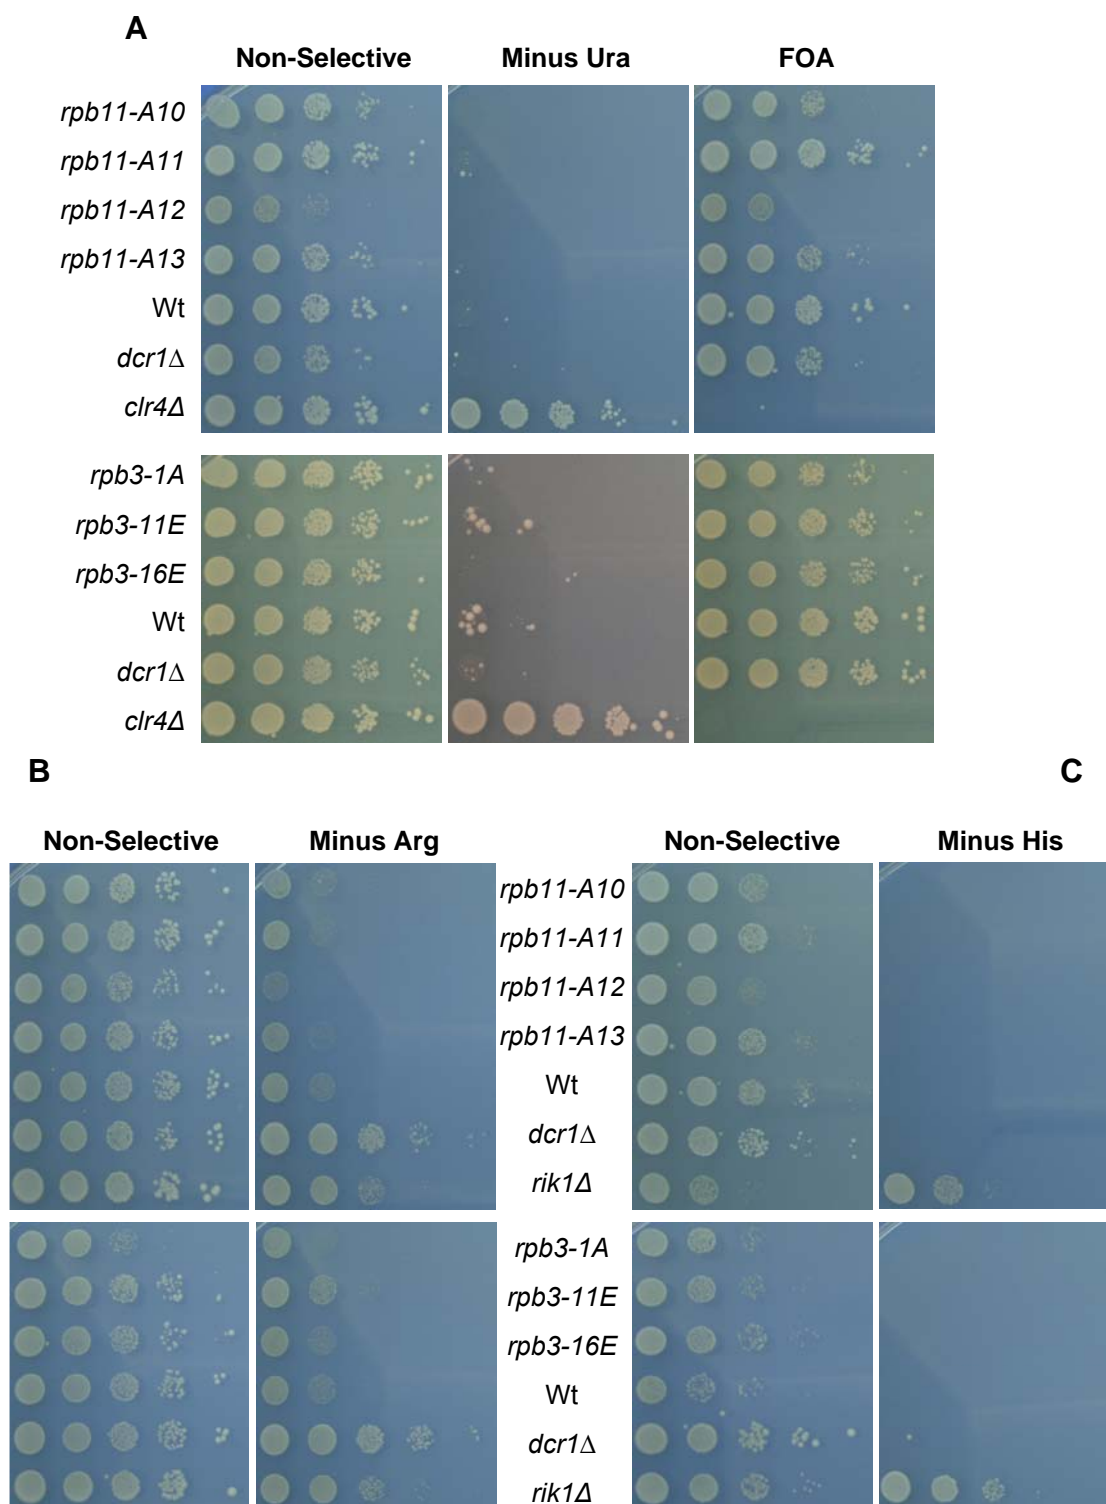 A
Non-Selective Minus Ura FOA
rpb11-A10
rpb11-A11
rpb11-A12
rpb11-A13
Wt
dcr1Δ
clr4Δ
rpb3-1A
rpb3-11E
rpb3-16E
Wt
dcr1Δ
clr4Δ
B C
Non-Selective Minus Arg Non-Selective Minus His
rpb11-A10
rpb11-A11
rpb11-A12
rpb11-A13
Wt
dcr1Δ
rik1Δ
rpb3-1A
rpb3-11E
rpb3-16E
Wt
dcr1Δ
rik1Δ